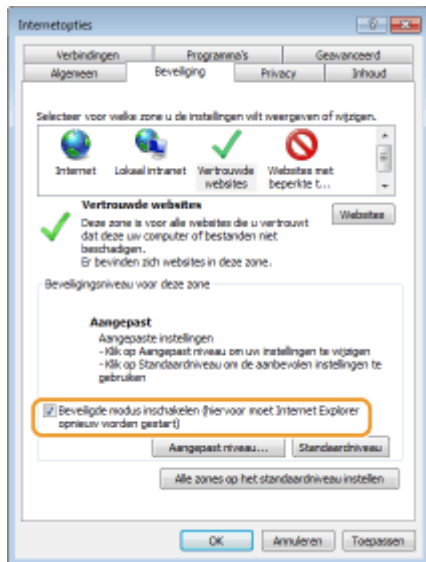 Internetopties
Verbindingen Programma's Geavanceerd
Algemeen Beveiliging Privacy Inhoud
Selecteer voor welke zone u de instellingen wilt weergeven of wijzigen.
Internet Lokaal intranet Vertrouwde websites Websites met beperkte t...
Vertrouwde websites
Websites
Deze zone is voor alle websites die u vertrouwt
dat deze uw computer of bestanden niet
beschadigen.
Er bevinden zich websites in deze zone.
Beveiligingsniveau voor deze zone
Aangepast
Aangepaste instellingen
- Klik op Aangepast niveau om uw instellingen te wijzigen
- Klik op Standaardniveau om de aanbevolen instellingen te
gebruiken
Beveiligde modus inschakelen (hiervoor moet Internet Explorer
opnieuw worden gestart)
Aangepast niveau... Standaardniveau
Alle zones op het standaardniveau instellen
OK Annuleren Toepassen